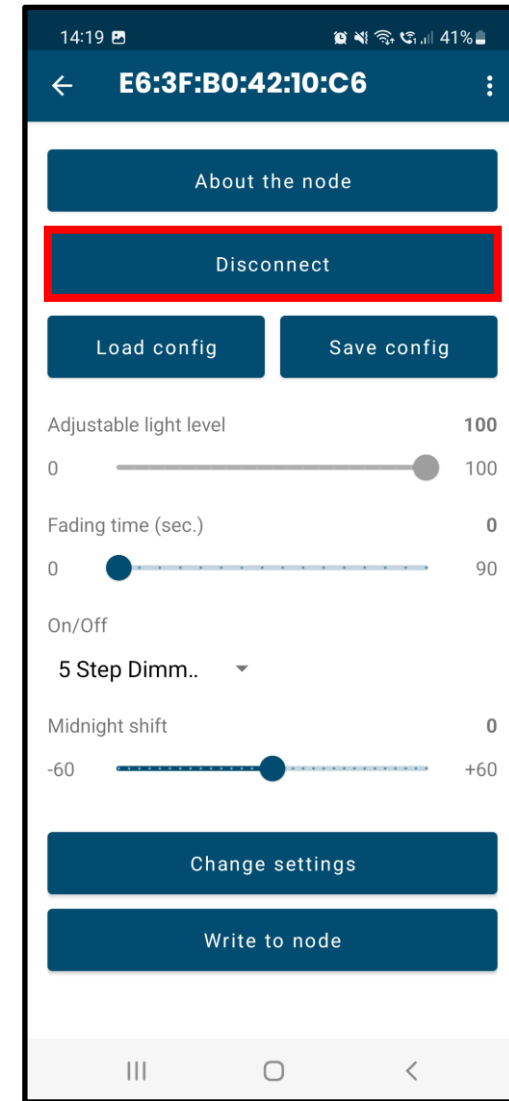 14:19 41%
E6:3F:B0:42:10:C6
About the node
Disconnect
Load config Save config
Adjustable light level 100
0 100
Fading time (sec.) 0
0 90
On/Off
5 Step Dimm..
Midnight shift 0
-60 +60
Change settings
Write to node